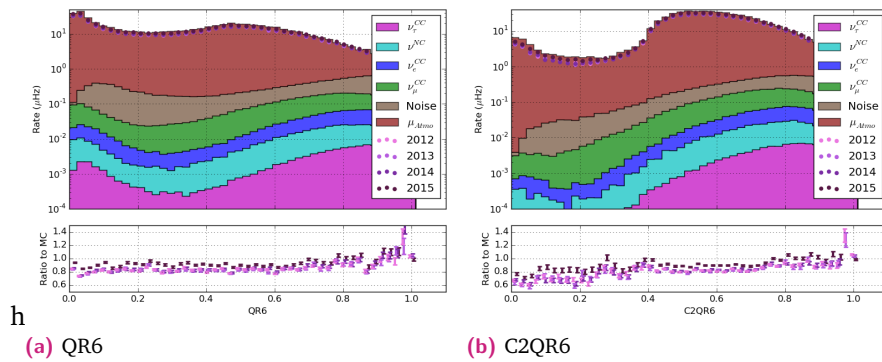 10¹
10⁰
10⁻¹
10⁻²
10⁻³
10⁻⁴
Rate (μHz)
ν_τ^CC
ν^NC
ν_e^CC
ν_μ^CC
Noise
μ_Atmo
2012
2013
2014
2015
1.4
1.2
1.0
0.8
0.6
Ratio to MC
0.0 0.2 0.4 0.6 0.8 1.0
QR6
10¹
10⁰
10⁻¹
10⁻²
10⁻³
10⁻⁴
Rate (μHz)
ν_τ^CC
ν^NC
ν_e^CC
ν_μ^CC
Noise
μ_Atmo
2012
2013
2014
2015
1.4
1.2
1.0
0.8
0.6
Ratio to MC
0.0 0.2 0.4 0.6 0.8 1.0
C2QR6
h
(a) QR6
(b) C2QR6